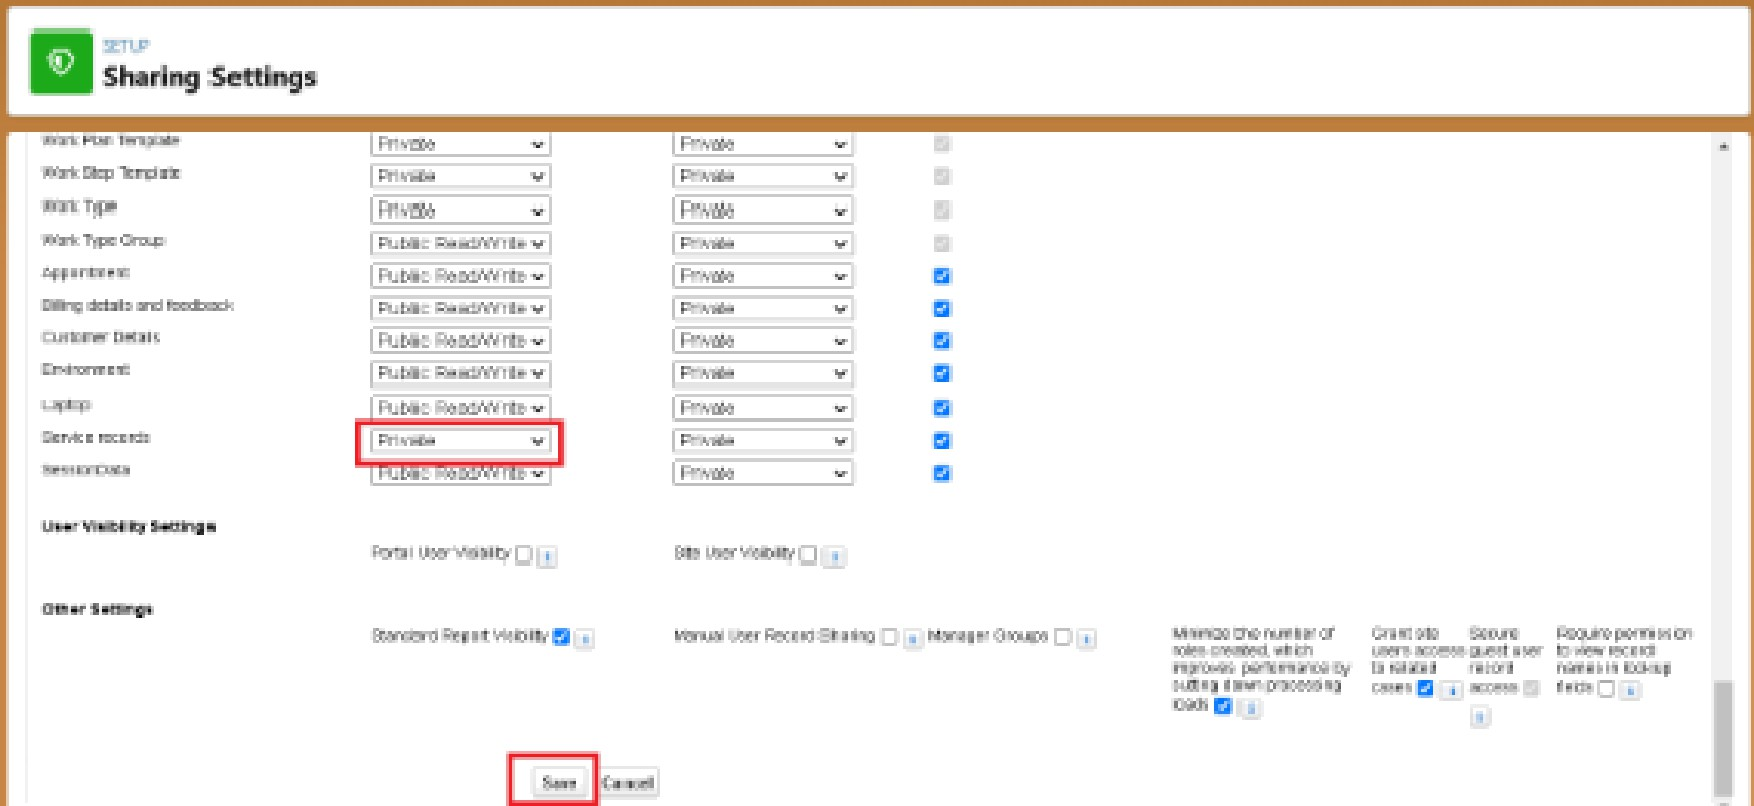 SETUP
Sharing Settings
Work Plan Template Private Private
Work Step Template Private Private
Work Type Private Private
Work Type Group Public Read/Write Private
Appointment Public Read/Write Private
Billing details and feedback Public Read/Write Private
Customer Details Public Read/Write Private
Environment Public Read/Write Private
Laptop Public Read/Write Private
Service records Private Private
SessionData Public Read/Write Private
User Visibility Settings
Portal User Visibility i Site User Visibility i
Other Settings
Standard Report Visibility i Manual User Record Sharing i Manager Groups i
Minimize the number of
roles created, which
improves performance by
cutting down processing
loads i
Grant site
users access
to related
cases i
Secure
guest user
record
access
i
Require permission
to view record
names in lookup
fields i
Save Cancel